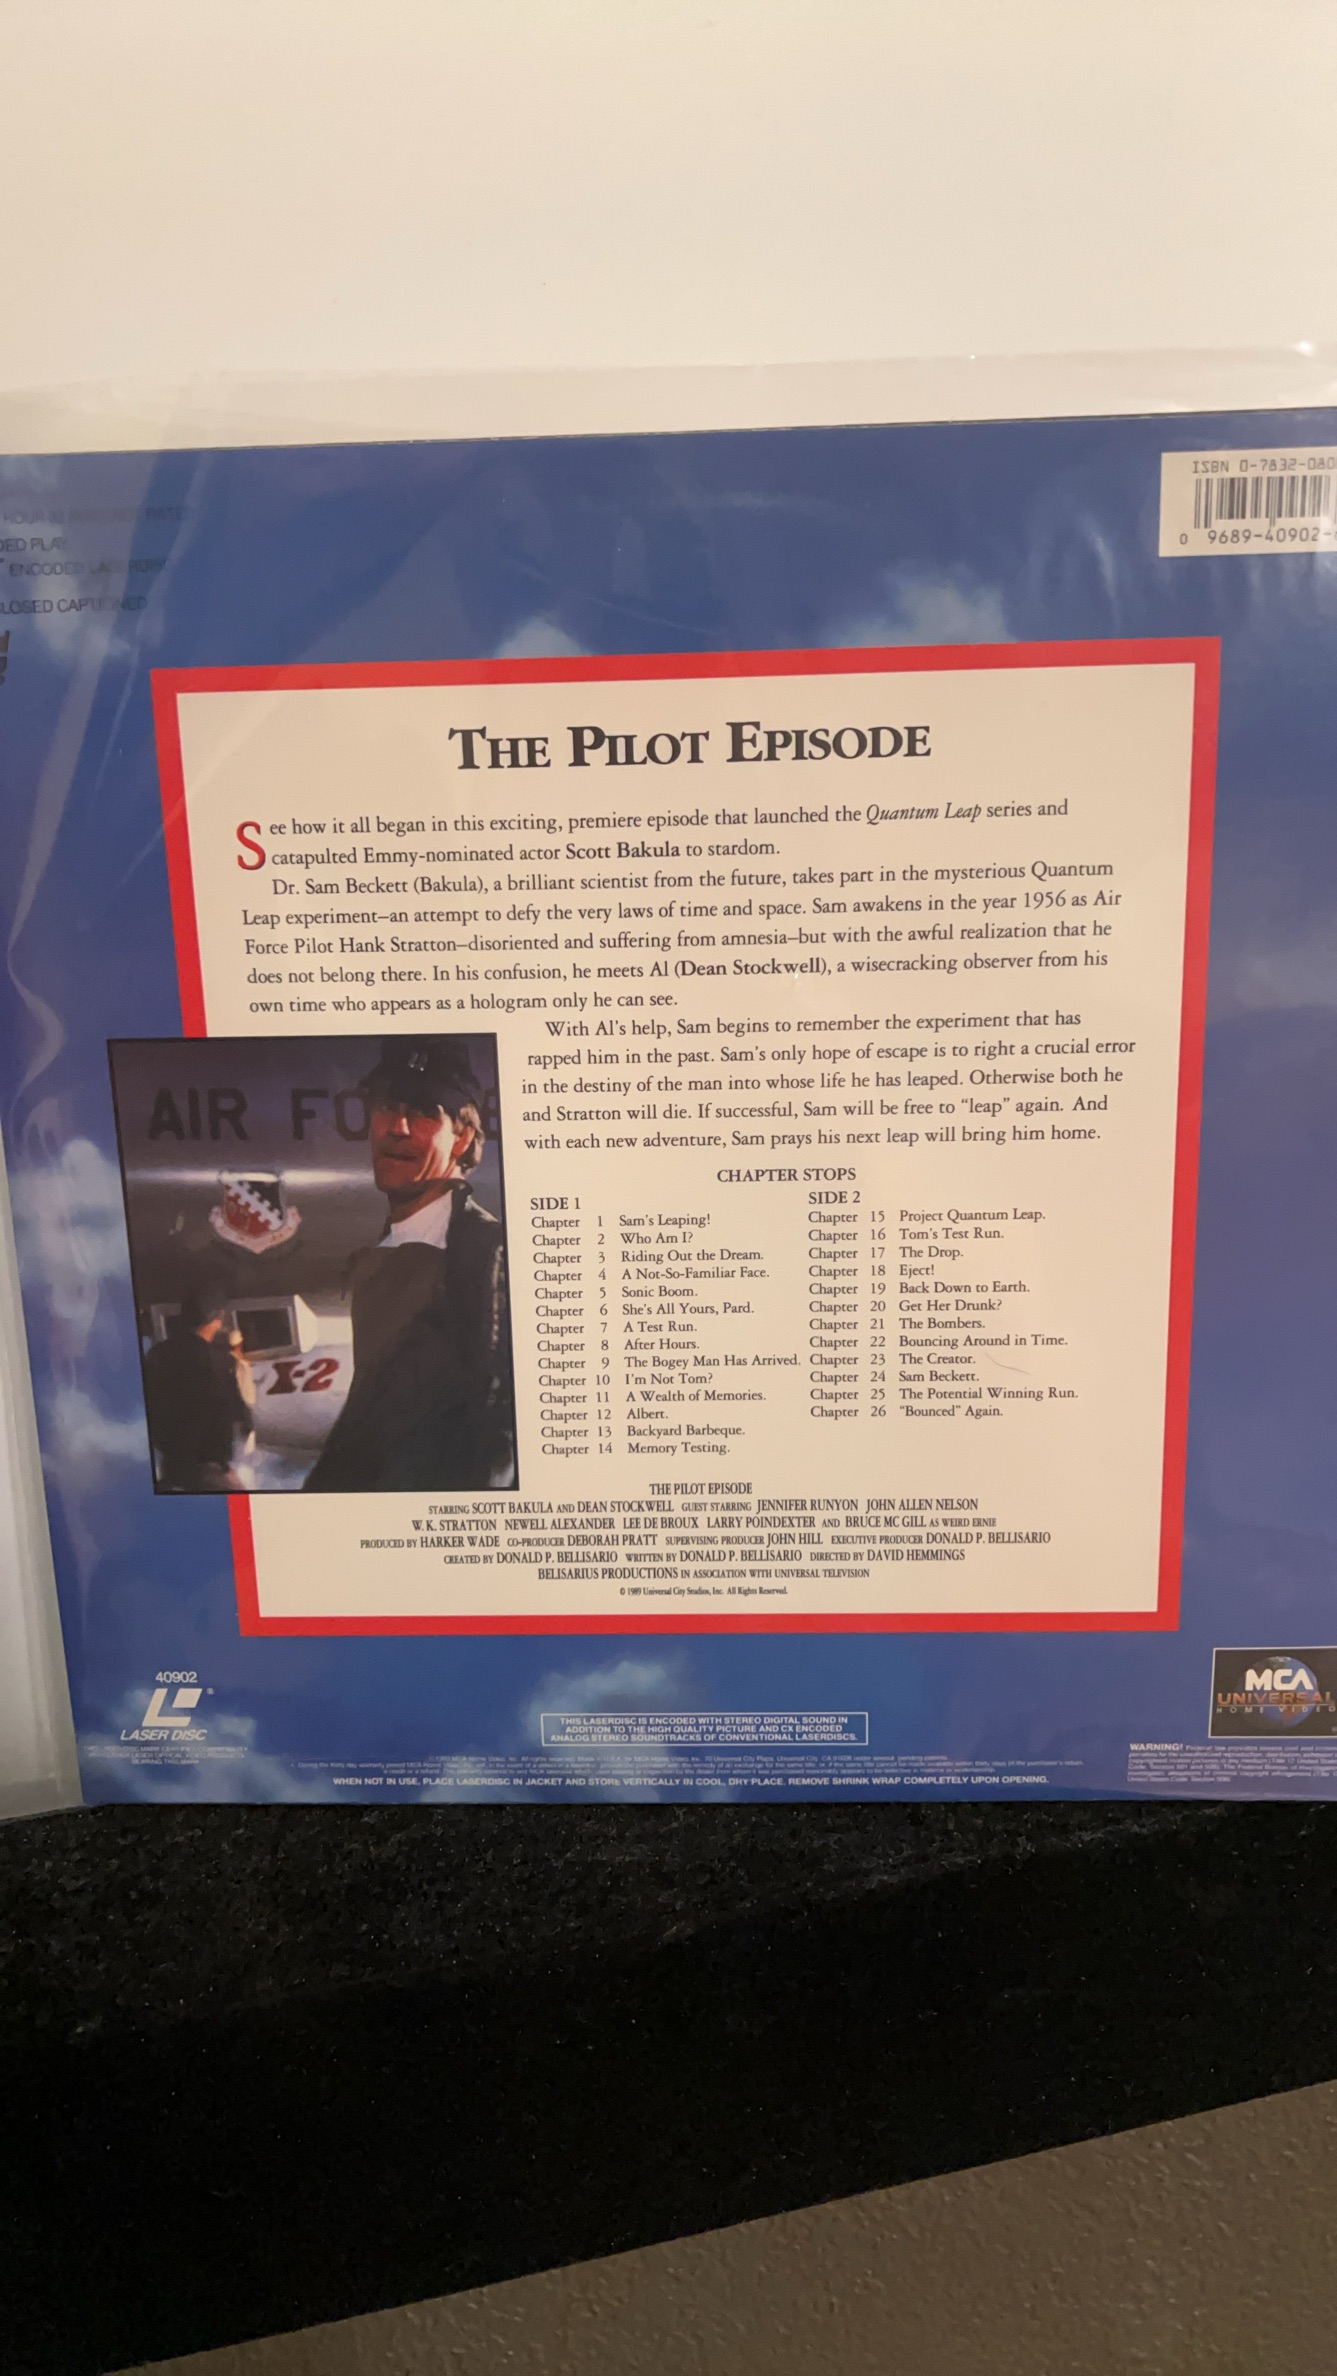 ISBN 0-7832-080
0 9689-40902-
HOUR
DED PLAY
ENCODED
LOSED CAPTIONED
THE PILOT EPISODE
See how it all began in this exciting, premiere episode that launched the Quantum Leap series and
catapulted Emmy-nominated actor Scott Bakula to stardom.
Dr. Sam Beckett (Bakula), a brilliant scientist from the future, takes part in the mysterious Quantum
Leap experiment–an attempt to defy the very laws of time and space. Sam awakens in the year 1956 as Air
Force Pilot Hank Stratton–disoriented and suffering from amnesia–but with the awful realization that he
does not belong there. In his confusion, he meets Al (Dean Stockwell), a wisecracking observer from his
own time who appears as a hologram only he can see.
With Al's help, Sam begins to remember the experiment that has
rapped him in the past. Sam's only hope of escape is to right a crucial error
in the destiny of the man into whose life he has leaped. Otherwise both he
and Stratton will die. If successful, Sam will be free to "leap" again. And
with each new adventure, Sam prays his next leap will bring him home.
AIR FO E
X-2
CHAPTER STOPS
SIDE 1
Chapter 1 Sam's Leaping!
Chapter 2 Who Am I?
Chapter 3 Riding Out the Dream.
Chapter 4 A Not-So-Familiar Face.
Chapter 5 Sonic Boom.
Chapter 6 She's All Yours, Pard.
Chapter 7 A Test Run.
Chapter 8 After Hours.
Chapter 9 The Bogey Man Has Arrived.
Chapter 10 I'm Not Tom?
Chapter 11 A Wealth of Memories.
Chapter 12 Albert.
Chapter 13 Backyard Barbeque.
Chapter 14 Memory Testing.
SIDE 2
Chapter 15 Project Quantum Leap.
Chapter 16 Tom's Test Run.
Chapter 17 The Drop.
Chapter 18 Eject!
Chapter 19 Back Down to Earth.
Chapter 20 Get Her Drunk?
Chapter 21 The Bombers.
Chapter 22 Bouncing Around in Time.
Chapter 23 The Creator.
Chapter 24 Sam Beckett.
Chapter 25 The Potential Winning Run.
Chapter 26 "Bounced" Again.
THE PILOT EPISODE
STARRING SCOTT BAKULA AND DEAN STOCKWELL GUEST STARRING JENNIFER RUNYON JOHN ALLEN NELSON
W. K. STRATTON NEWELL ALEXANDER LEE DE BROUX LARRY POINDEXTER AND BRUCE MC GILL AS WEIRD ERNIE
PRODUCED BY HARKER WADE CO-PRODUCER DEBORAH PRATT SUPERVISING PRODUCER JOHN HILL EXECUTIVE PRODUCER DONALD P. BELLISARIO
CREATED BY DONALD P. BELLISARIO WRITTEN BY DONALD P. BELLISARIO DIRECTED BY DAVID HEMMINGS
BELISARIUS PRODUCTIONS IN ASSOCIATION WITH UNIVERSAL TELEVISION
© 1989 Universal City Studios, Inc. All Rights Reserved.
40902
®
LASER DISC
THIS LASERDISC IS ENCODED WITH STEREO DIGITAL SOUND IN
ADDITION TO THE HIGH QUALITY PICTURE AND CX ENCODED
ANALOG STEREO SOUNDTRACKS OF CONVENTIONAL LASERDISCS.
WHEN NOT IN USE, PLACE LASERDISC IN JACKET AND STORE VERTICALLY IN COOL, DRY PLACE. REMOVE SHRINK WRAP COMPLETELY UPON OPENING.
MCA
UNIVERSAL
HOME VIDEO
WARNING!